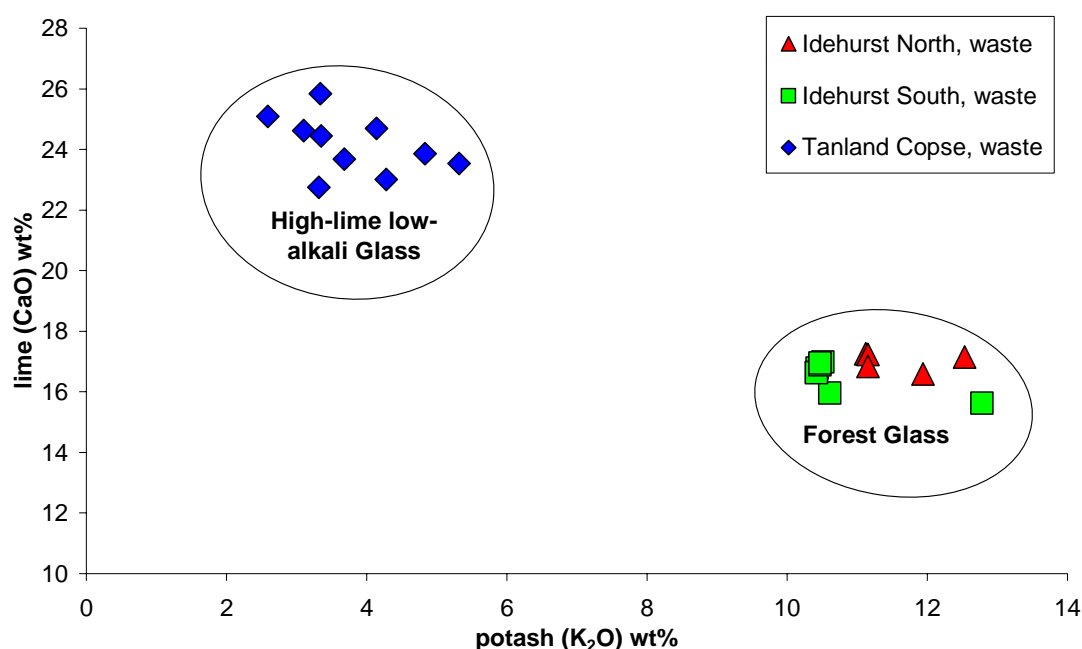 lime (CaO) wt%
28
26
24
22
20
18
16
14
12
10
Idehurst North, waste
Idehurst South, waste
Tanland Copse, waste
High-lime low-
alkali Glass
Forest Glass
0 2 4 6 8 10 12 14
potash (K₂O) wt%